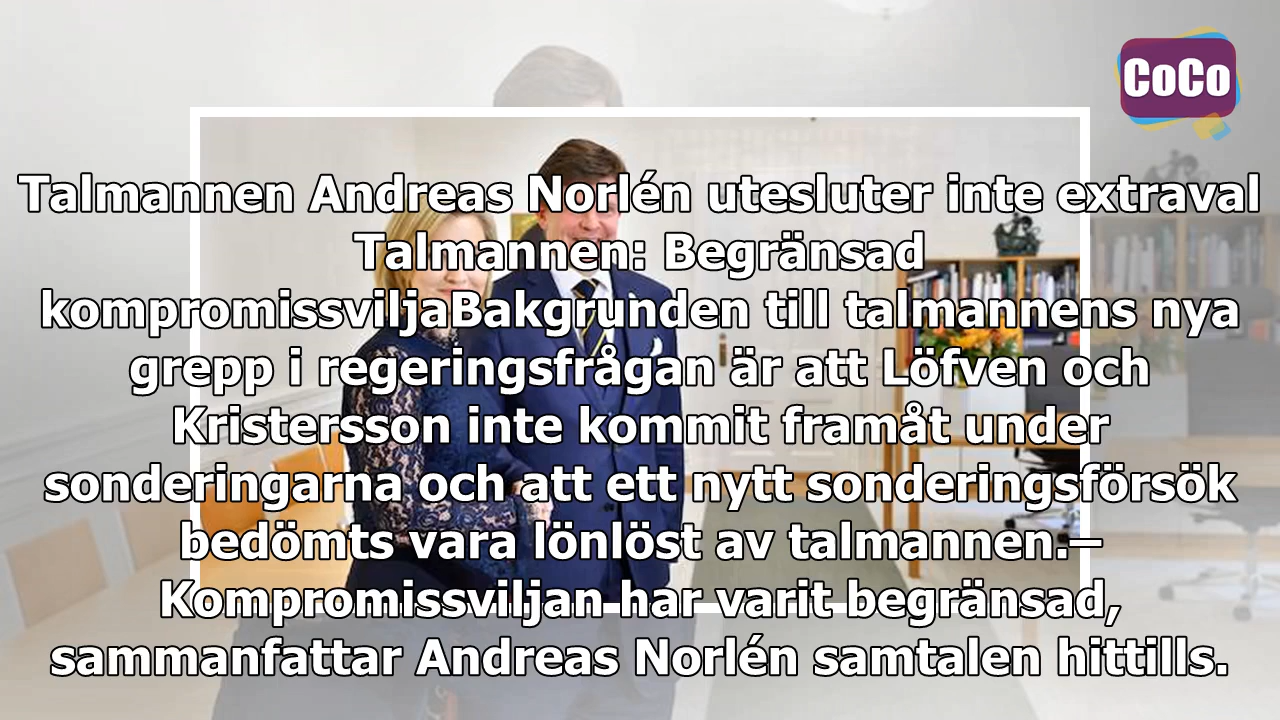 CoCo
Talmannen Andreas Norlén utesluter inte extraval
Talmannen: Begränsad
kompromissviljaBakgrunden till talmannens nya
grepp i regeringsfrågan är att Löfven och
Kristersson inte kommit framåt under
sonderingarna och att ett nytt sonderingsförsök
bedömts vara lönlöst av talmannen.–
Kompromissviljan har varit begränsad,
sammanfattar Andreas Norlén samtalen hittills.